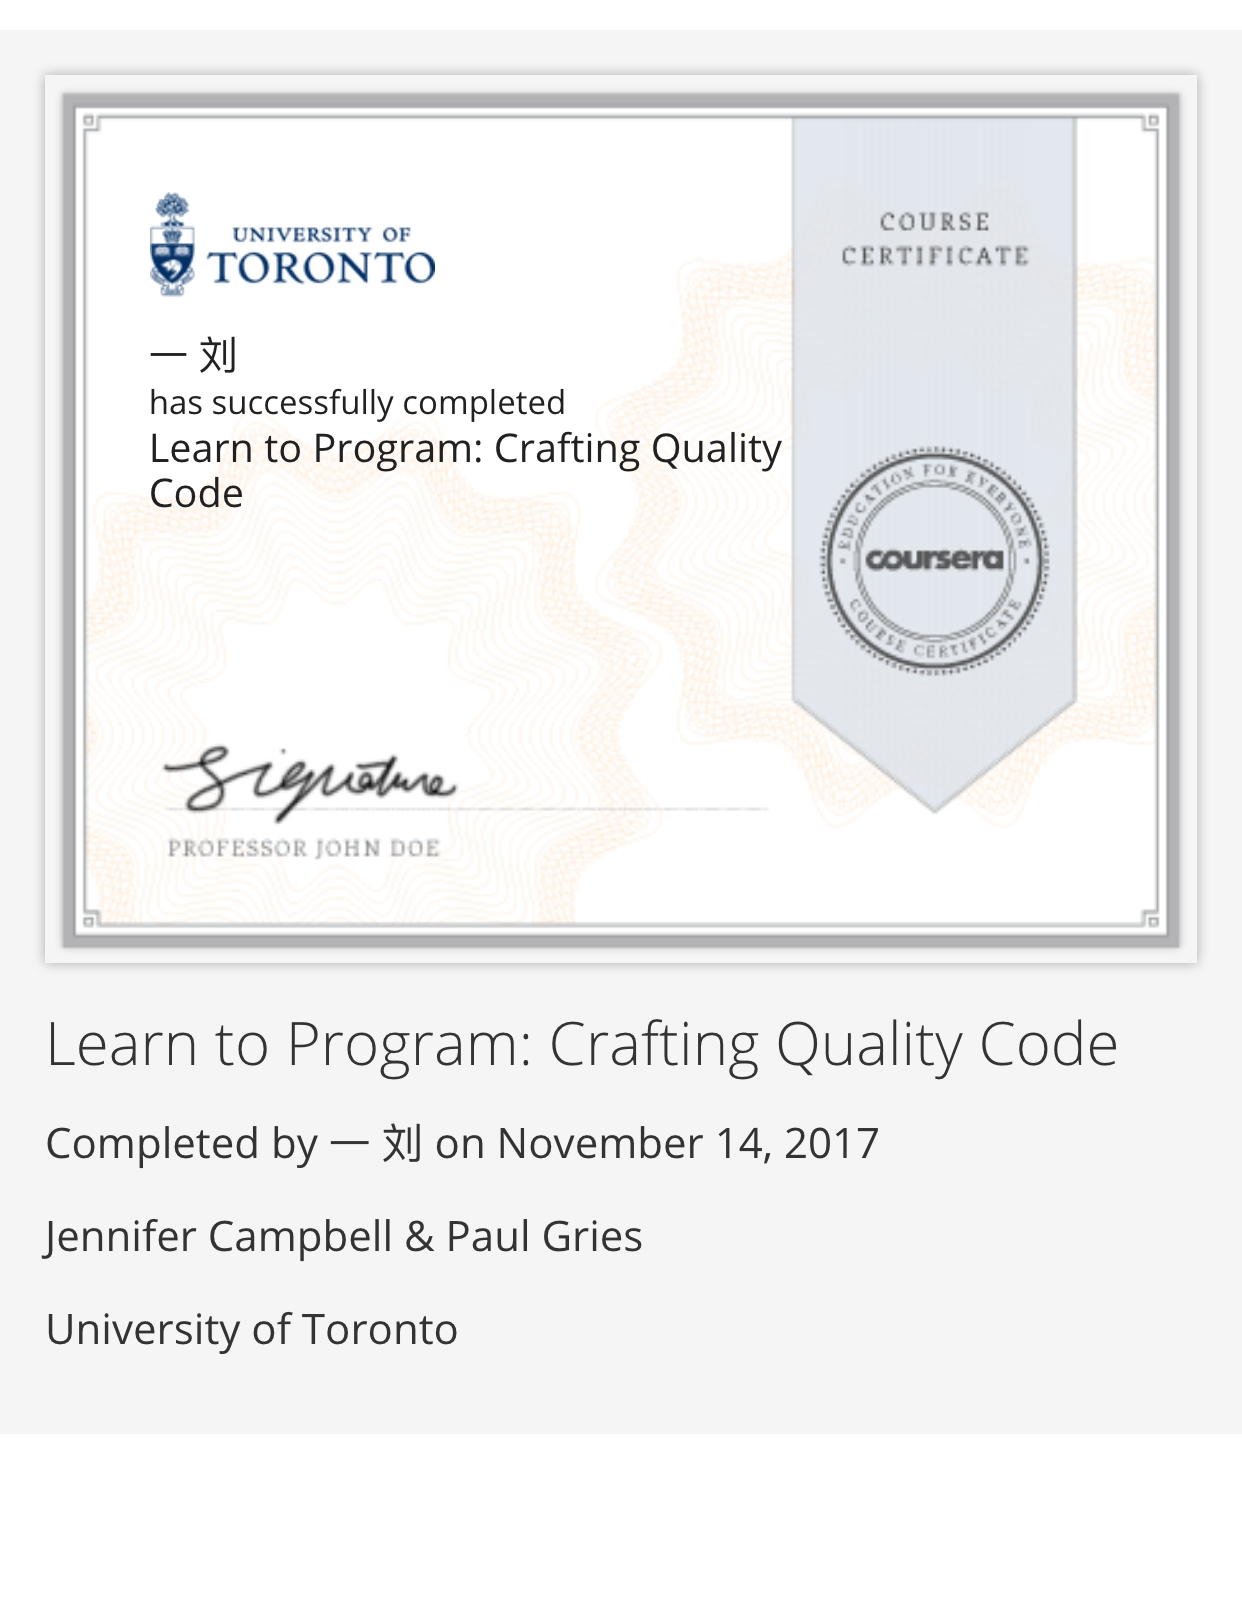 UNIVERSITY OF
TORONTO
COURSE
CERTIFICATE
一 刘
has successfully completed
Learn to Program: Crafting Quality
Code
EDUCATION FOR EVERYONE
coursera
COURSE CERTIFICATE
Signature
PROFESSOR JOHN DOE
Learn to Program: Crafting Quality Code
Completed by 一 刘 on November 14, 2017
Jennifer Campbell & Paul Gries
University of Toronto